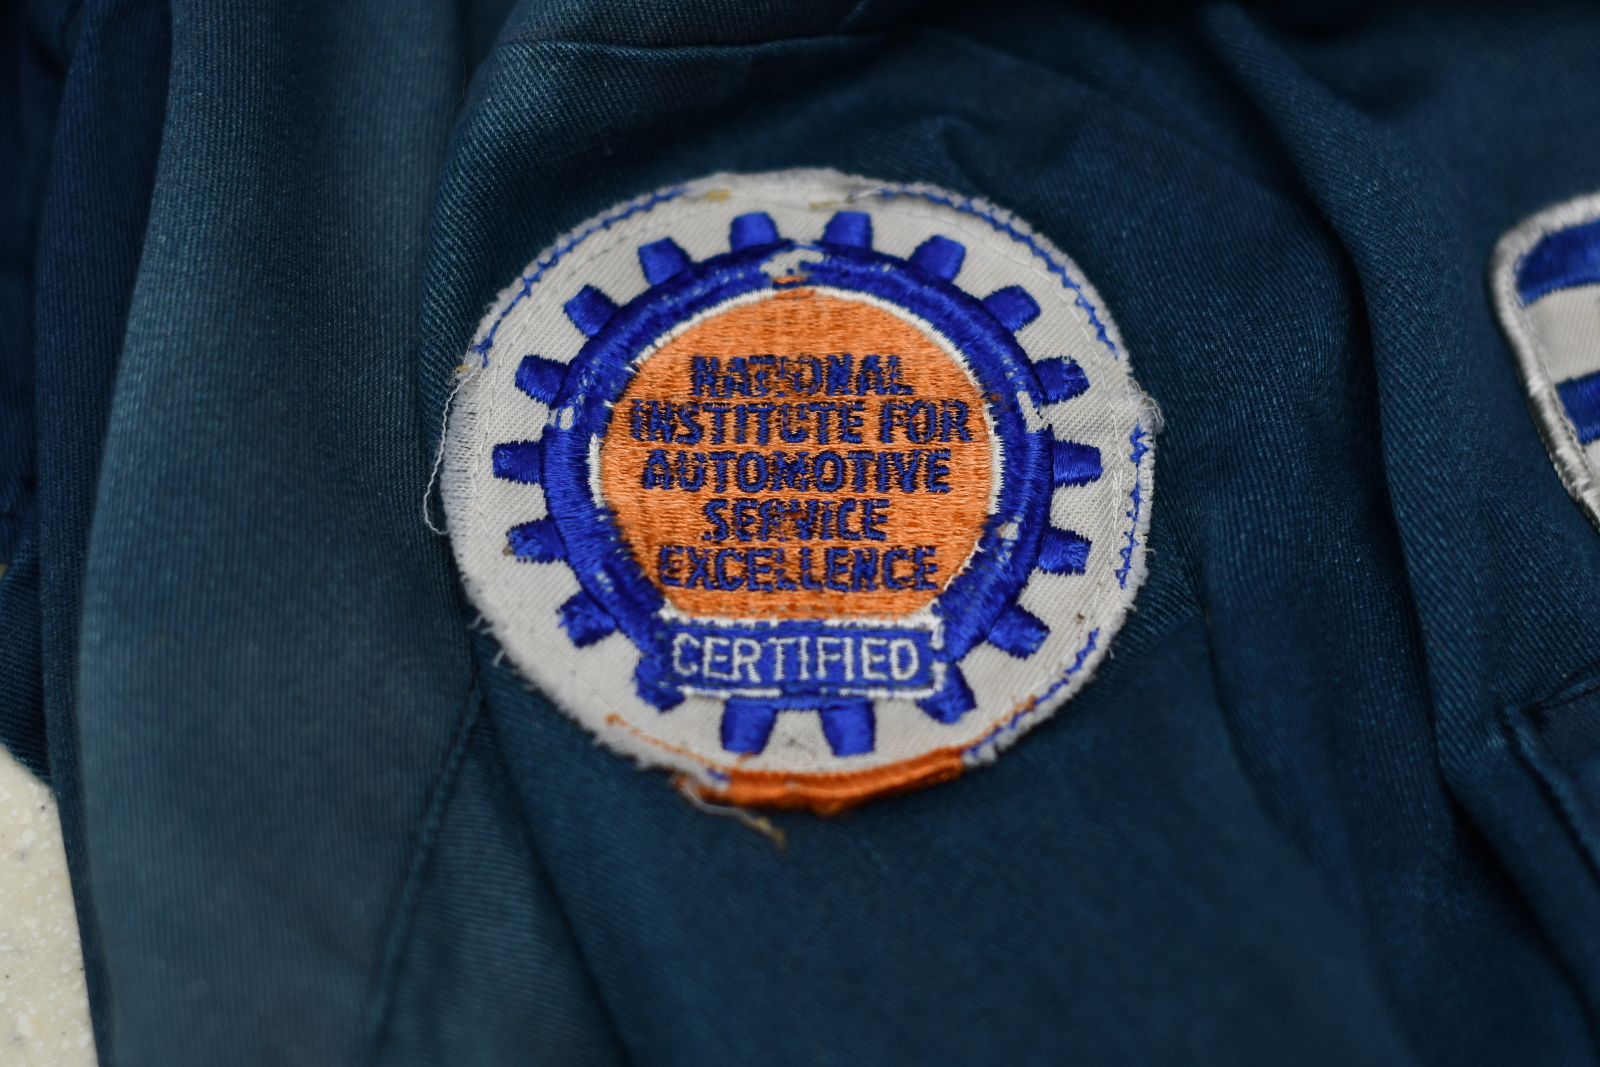 NATIONAL
INSTITUTE FOR
AUTOMOTIVE
SERVICE
EXCELLENCE
CERTIFIED